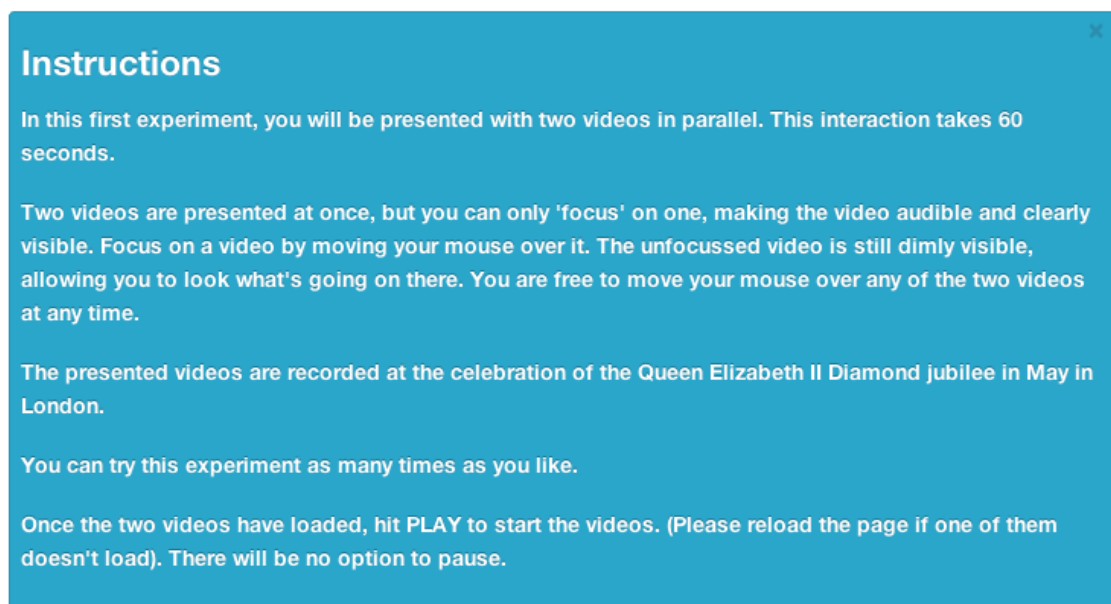 Instructions
In this first experiment, you will be presented with two videos in parallel. This interaction takes 60
seconds.
Two videos are presented at once, but you can only 'focus' on one, making the video audible and clearly
visible. Focus on a video by moving your mouse over it. The unfocussed video is still dimly visible,
allowing you to look what's going on there. You are free to move your mouse over any of the two videos
at any time.
The presented videos are recorded at the celebration of the Queen Elizabeth II Diamond jubilee in May in
London.
You can try this experiment as many times as you like.
Once the two videos have loaded, hit PLAY to start the videos. (Please reload the page if one of them
doesn't load). There will be no option to pause.